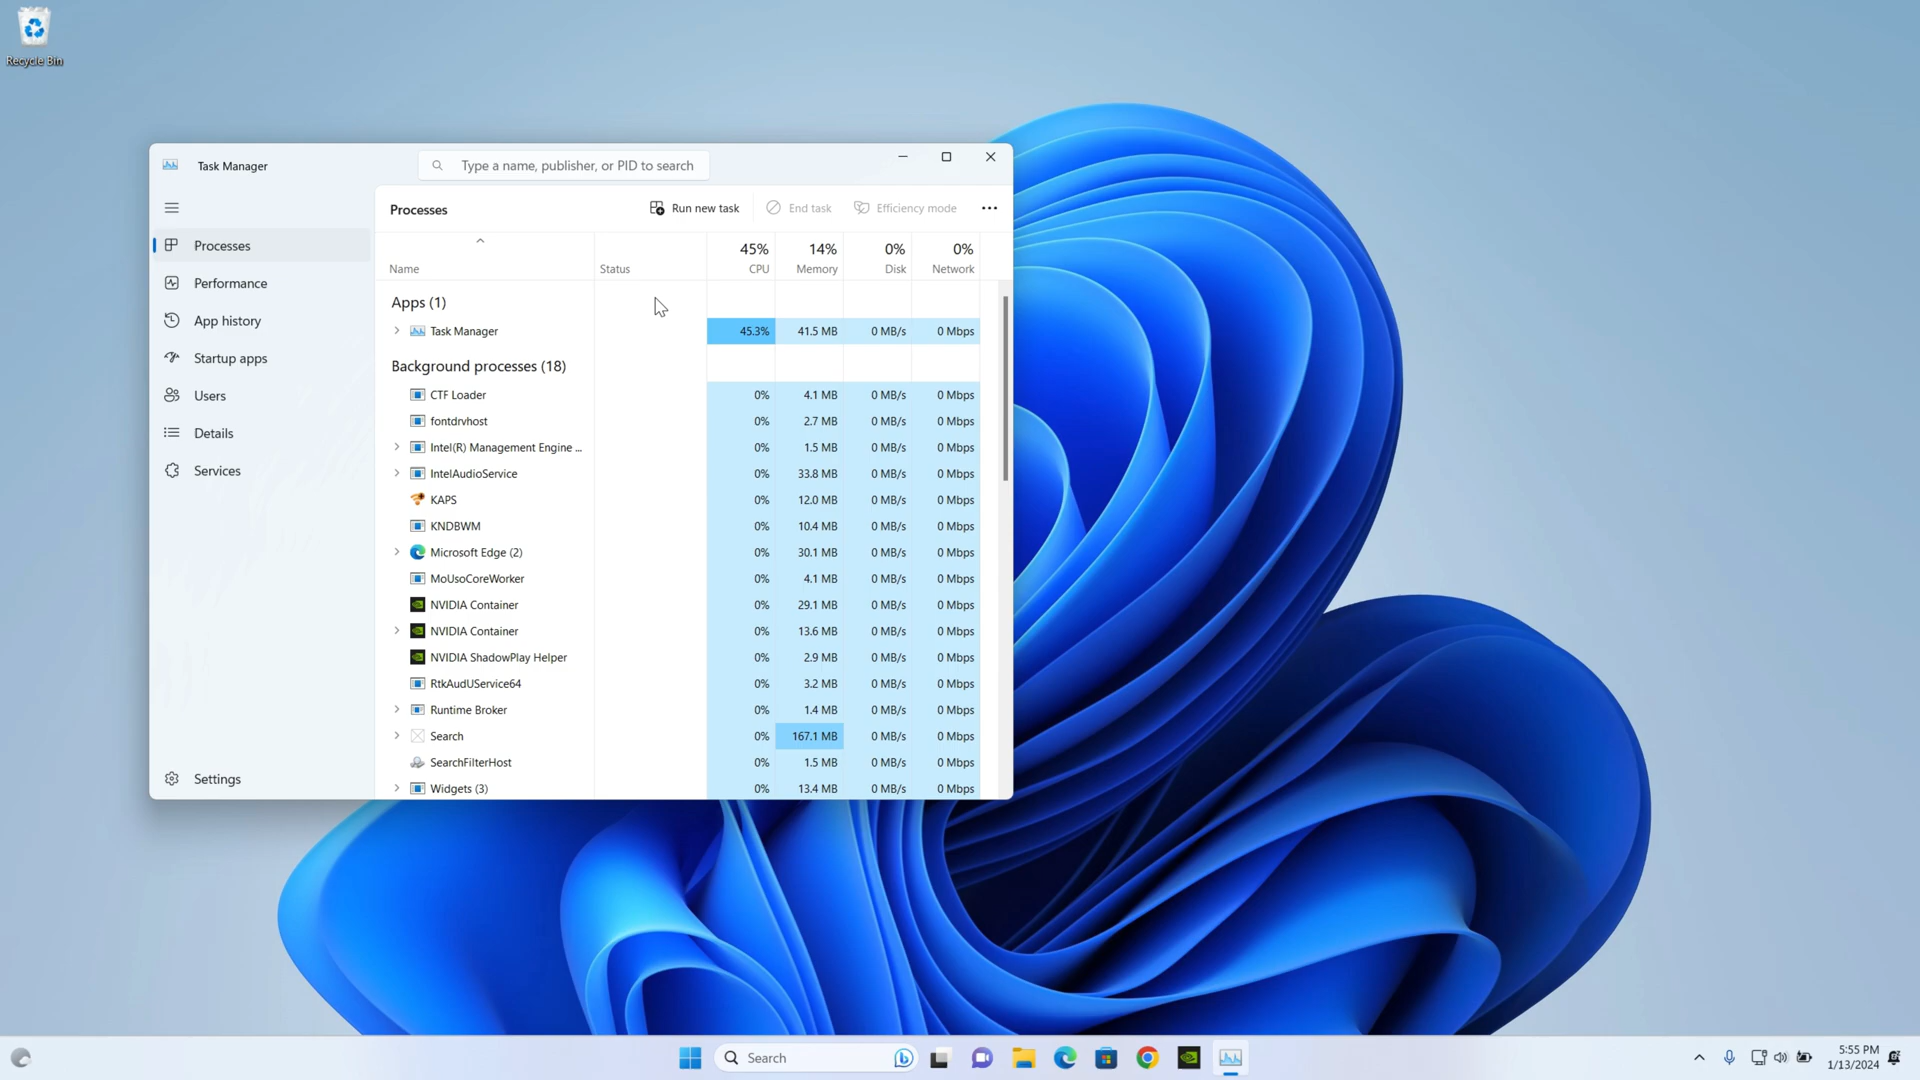 Recycle Bin
Task Manager
Type a name, publisher, or PID to search
Processes
Run new task
End task
Efficiency mode
Processes
Performance
App history
Startup apps
Users
Details
Services
Settings
45% 14% 0% 0%
Name Status CPU Memory Disk Network
Apps (1)
Task Manager 45.3% 41.5 MB 0 MB/s 0 Mbps
Background processes (18)
CTF Loader 0% 4.1 MB 0 MB/s 0 Mbps
fontdrvhost 0% 2.7 MB 0 MB/s 0 Mbps
Intel(R) Management Engine ... 0% 1.5 MB 0 MB/s 0 Mbps
IntelAudioService 0% 33.8 MB 0 MB/s 0 Mbps
KAPS 0% 12.0 MB 0 MB/s 0 Mbps
KNDBWM 0% 10.4 MB 0 MB/s 0 Mbps
Microsoft Edge (2) 0% 30.1 MB 0 MB/s 0 Mbps
MoUsoCoreWorker 0% 4.1 MB 0 MB/s 0 Mbps
NVIDIA Container 0% 29.1 MB 0 MB/s 0 Mbps
NVIDIA Container 0% 13.6 MB 0 MB/s 0 Mbps
NVIDIA ShadowPlay Helper 0% 2.9 MB 0 MB/s 0 Mbps
RtkAudUService64 0% 3.2 MB 0 MB/s 0 Mbps
Runtime Broker 0% 1.4 MB 0 MB/s 0 Mbps
Search 0% 167.1 MB 0 MB/s 0 Mbps
SearchFilterHost 0% 1.5 MB 0 MB/s 0 Mbps
Widgets (3) 0% 13.4 MB 0 MB/s 0 Mbps
Search
5:55 PM
1/13/2024